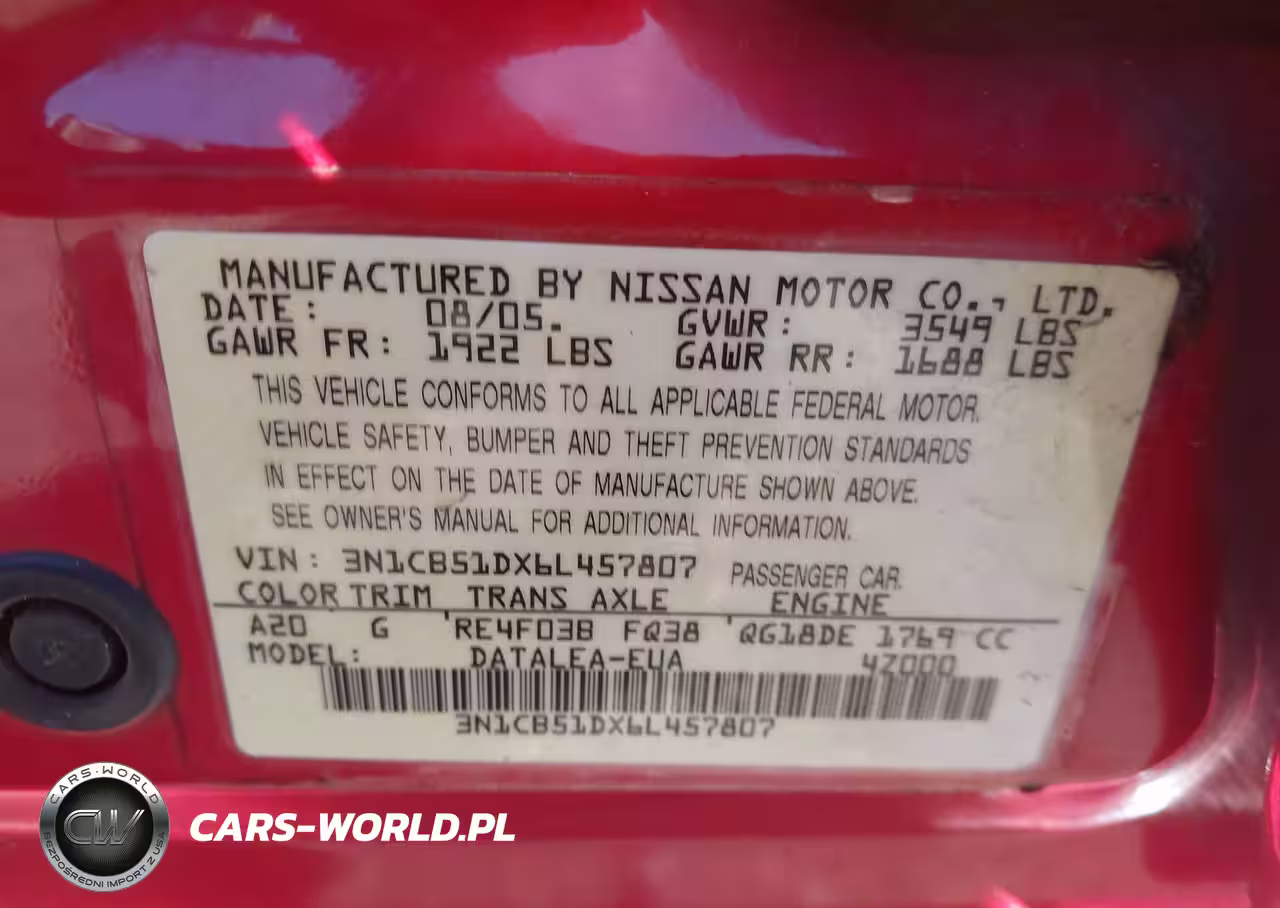 MANUFACTURED BY NISSAN MOTOR CO., LTD.
DATE: 08/05. GVWR: 3549 LBS
GAWR FR: 1922 LBS GAWR RR: 1688 LBS
THIS VEHICLE CONFORMS TO ALL APPLICABLE FEDERAL MOTOR.
VEHICLE SAFETY, BUMPER AND THEFT PREVENTION STANDARDS
IN EFFECT ON THE DATE OF MANUFACTURE SHOWN ABOVE.
SEE OWNER'S MANUAL FOR ADDITIONAL INFORMATION.
VIN: 3N1CB51DX6L457807 PASSENGER CAR.
COLOR TRIM TRANS AXLE ENGINE
A20 G 'RE4F03B FQ38 'QG18DE 1769 CC
MODEL: DATALEA-EUA 4Z000
3N1CB51DX6L457807
CARS-WORLD
CW
BEZPOŚREDNI IMPORT Z USA
CARS-WORLD.PL